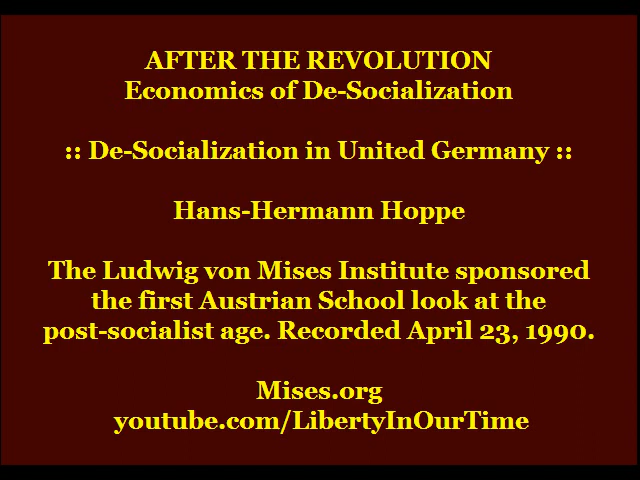 AFTER THE REVOLUTION
Economics of De-Socialization
:: De-Socialization in United Germany ::
Hans-Hermann Hoppe
The Ludwig von Mises Institute sponsored
the first Austrian School look at the
post-socialist age. Recorded April 23, 1990.
Mises.org
youtube.com/LibertyInOurTime